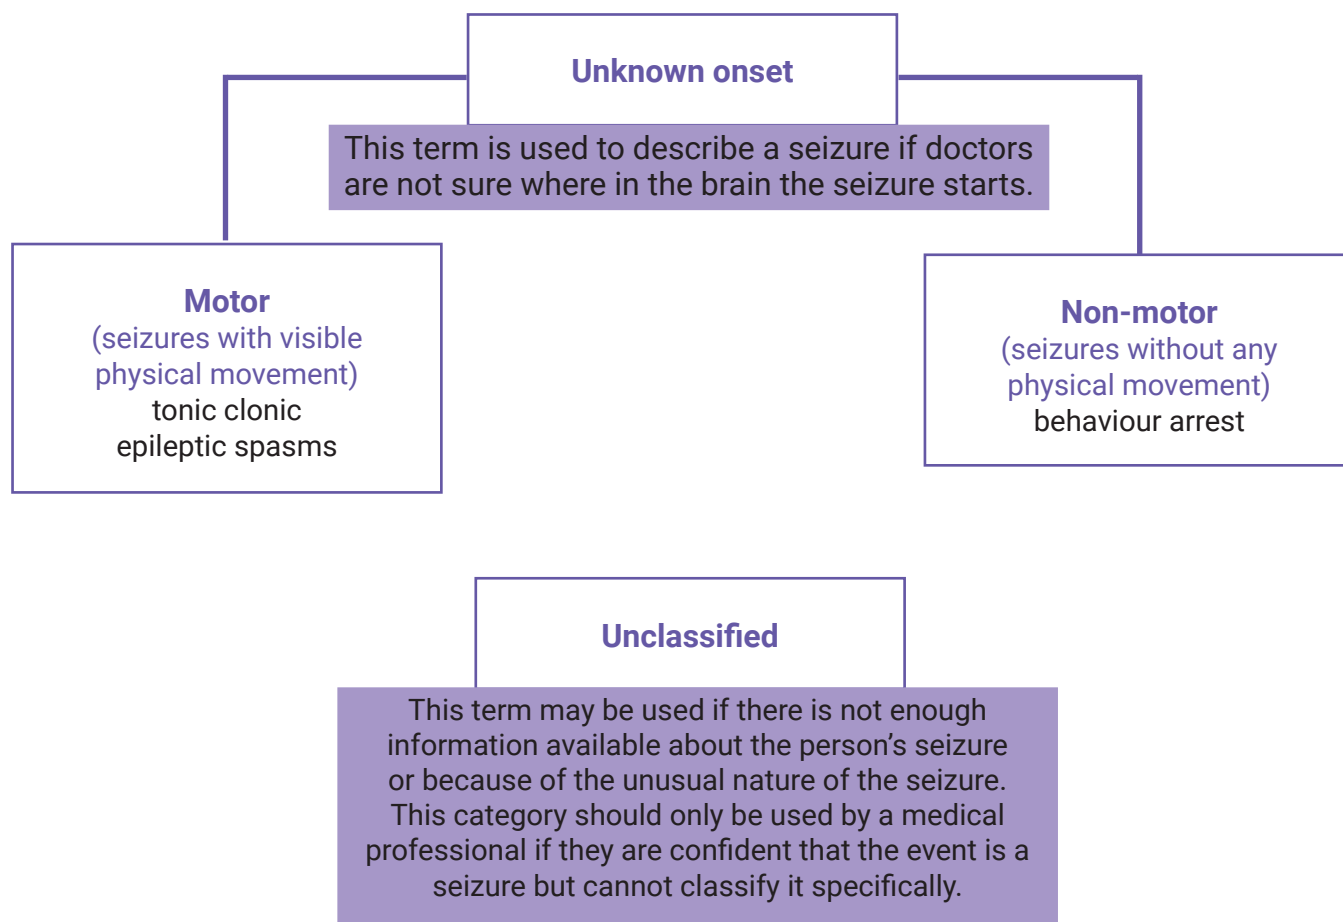 Unknown onset
This term is used to describe a seizure if doctors
are not sure where in the brain the seizure starts.
Motor
(seizures with visible
physical movement)
tonic clonic
epileptic spasms
Non-motor
(seizures without any
physical movement)
behaviour arrest
Unclassified
This term may be used if there is not enough
information available about the person’s seizure
or because of the unusual nature of the seizure.
This category should only be used by a medical
professional if they are confident that the event is a
seizure but cannot classify it specifically.